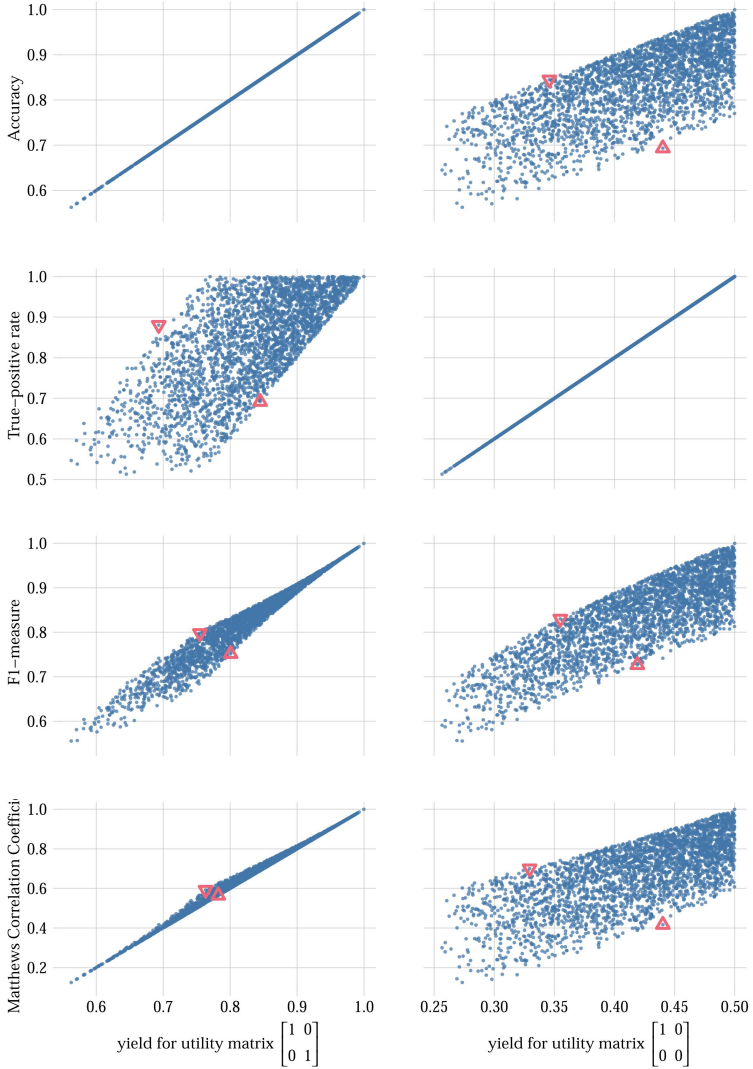 1.0
0.9
0.8
0.7
0.6
Accuracy
1.0
0.9
0.8
0.7
0.6
0.5
True−positive rate
1.0
0.9
0.8
0.7
0.6
F1−measure
1.0
0.8
0.6
0.4
0.2
Matthews Correlation Coeffici
0.6 0.7 0.8 0.9 1.0
0.25 0.30 0.35 0.40 0.45 0.50
yield for utility matrix [1 0
0 1]
yield for utility matrix [1 0
0 0]